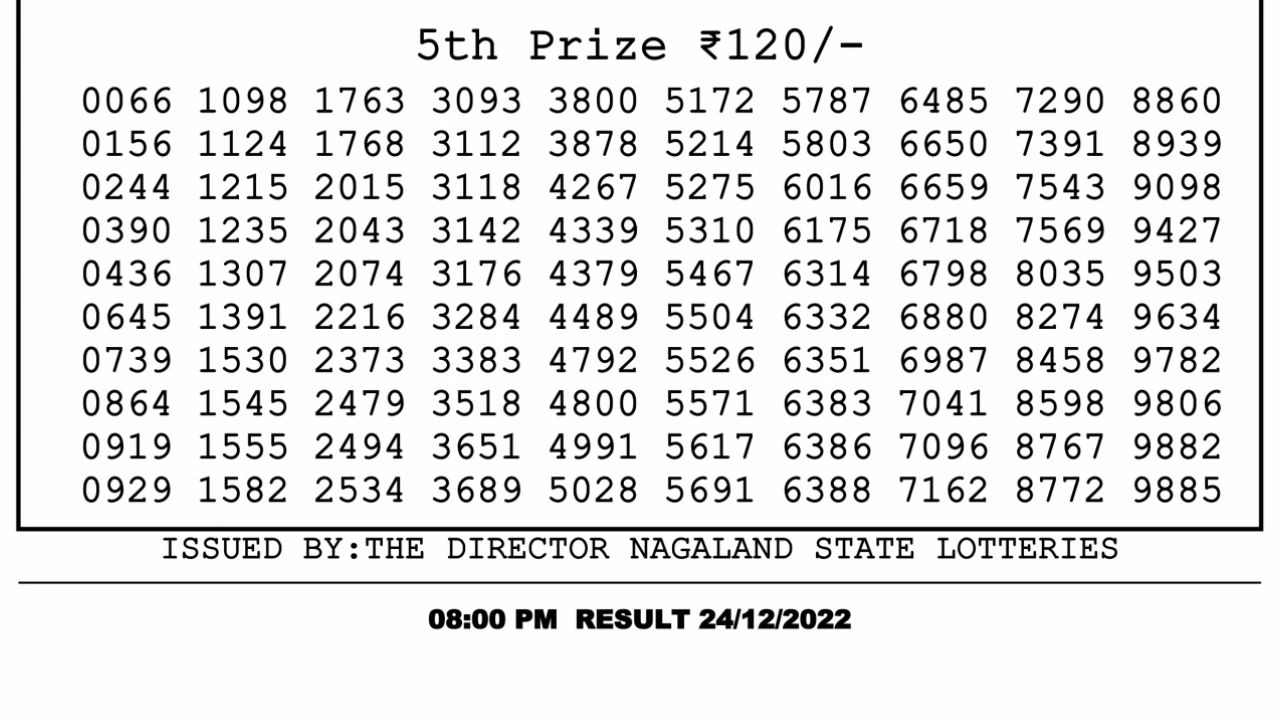 5th Prize ₹120/-
0066 1098 1763 3093 3800 5172 5787 6485 7290 8860
0156 1124 1768 3112 3878 5214 5803 6650 7391 8939
0244 1215 2015 3118 4267 5275 6016 6659 7543 9098
0390 1235 2043 3142 4339 5310 6175 6718 7569 9427
0436 1307 2074 3176 4379 5467 6314 6798 8035 9503
0645 1391 2216 3284 4489 5504 6332 6880 8274 9634
0739 1530 2373 3383 4792 5526 6351 6987 8458 9782
0864 1545 2479 3518 4800 5571 6383 7041 8598 9806
0919 1555 2494 3651 4991 5617 6386 7096 8767 9882
0929 1582 2534 3689 5028 5691 6388 7162 8772 9885
ISSUED BY:THE DIRECTOR NAGALAND STATE LOTTERIES
08:00 PM RESULT 24/12/2022